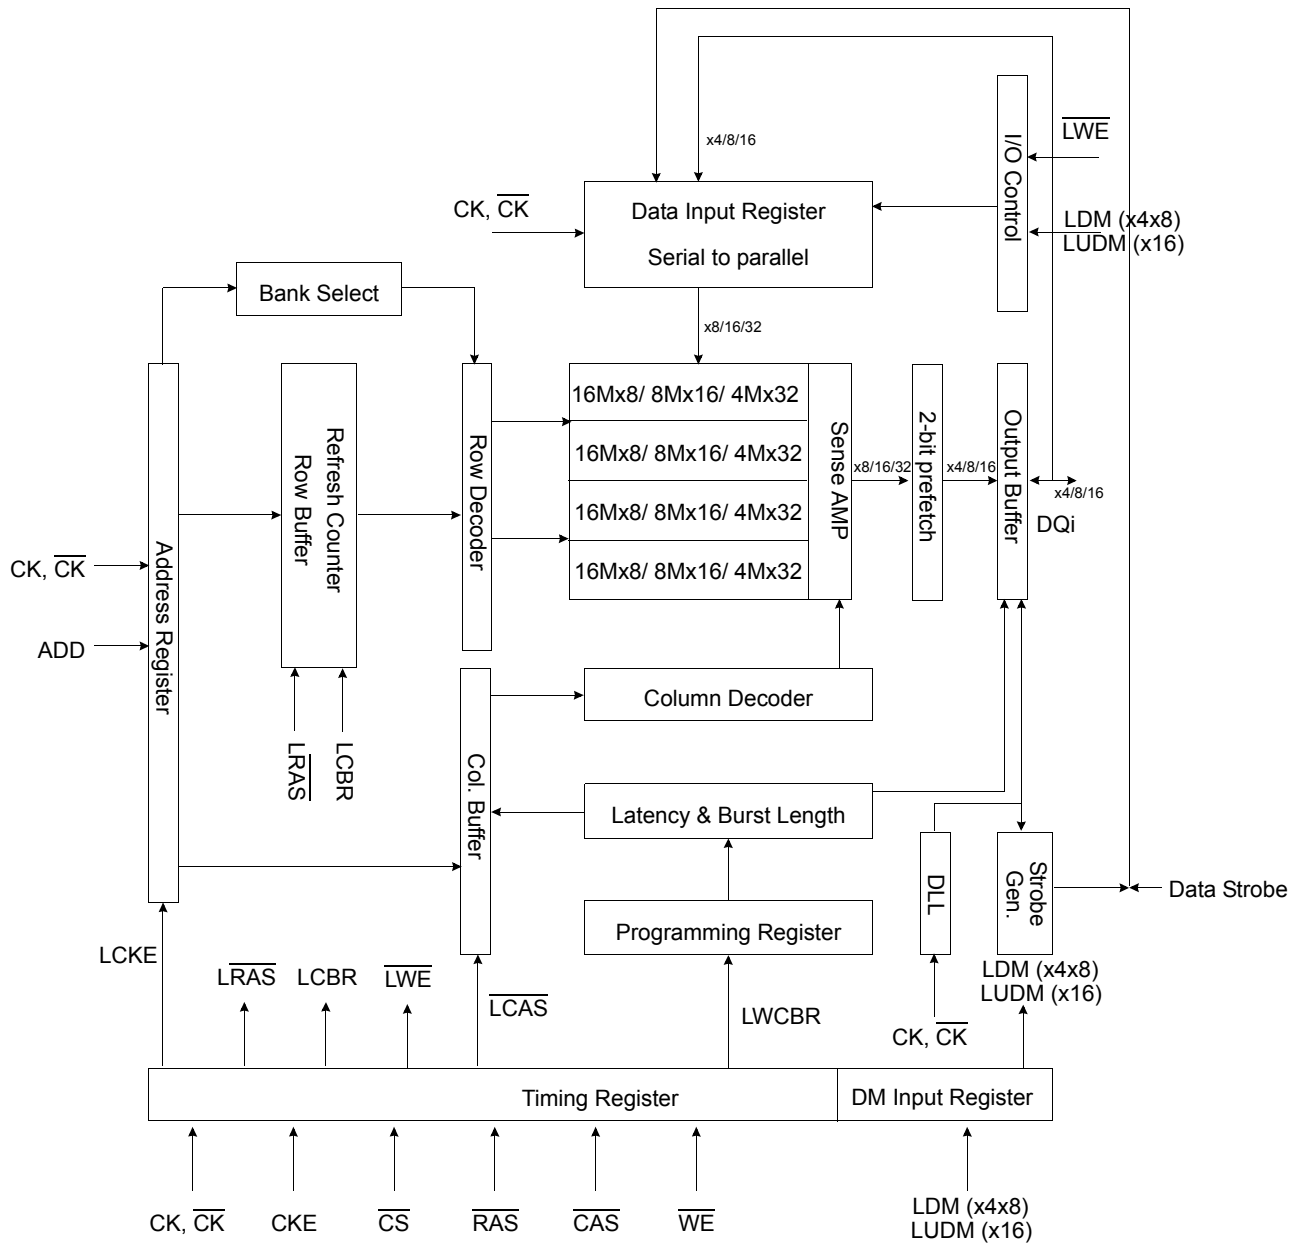 x4/8/16
LWE
I/O Control
CK, CK
Data Input Register
Serial to parallel
LDM (x4x8)
LUDM (x16)
Bank Select
x8/16/32
Address Register
Refresh Counter
Row Buffer
Row Decoder
16Mx8/ 8Mx16/ 4Mx32
16Mx8/ 8Mx16/ 4Mx32
16Mx8/ 8Mx16/ 4Mx32
16Mx8/ 8Mx16/ 4Mx32
Sense AMP
x8/16/32
2-bit prefetch
x4/8/16
Output Buffer
x4/8/16
DQi
CK, CK
ADD
LRAS
LCBR
Col. Buffer
Column Decoder
Latency & Burst Length
DLL
Strobe
Gen.
Data Strobe
Programming Register
LCKE
LRAS
LCBR
LWE
LCAS
LWCBR
CK, CK
LDM (x4x8)
LUDM (x16)
Timing Register
DM Input Register
CK, CK
CKE
CS
RAS
CAS
WE
LDM (x4x8)
LUDM (x16)